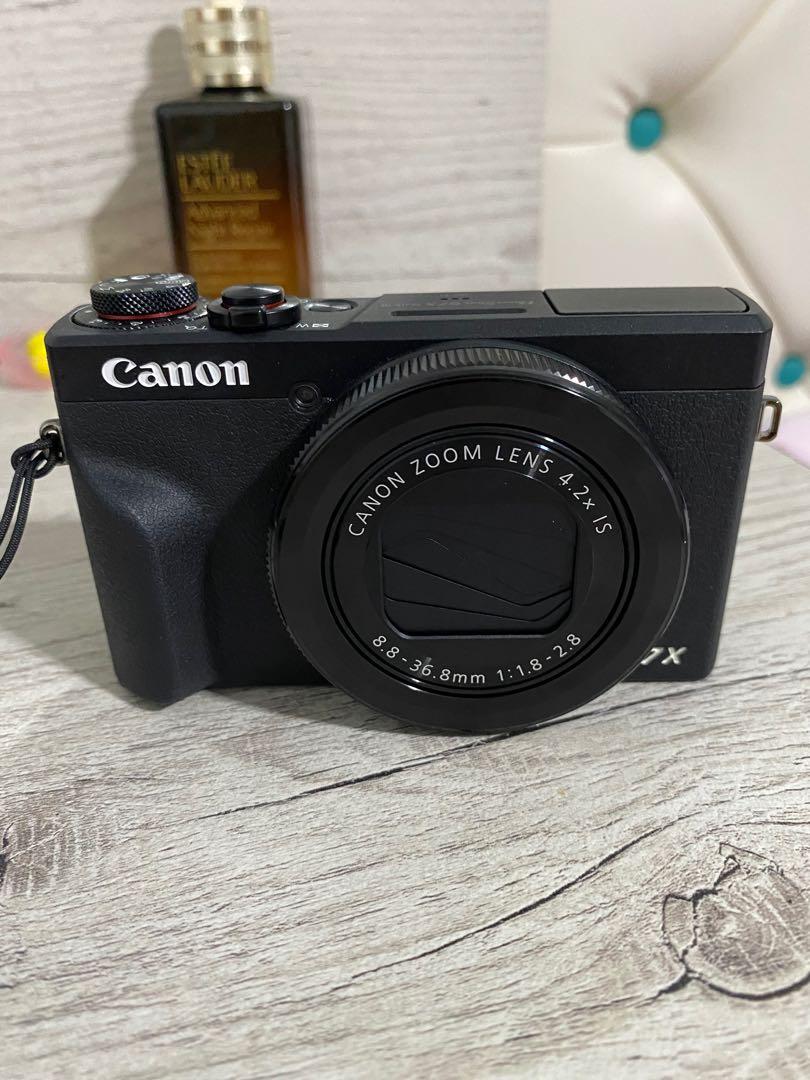 ESTĒE
LAUDER
Advanced
Night Repair
Canon
CANON ZOOM LENS 4.2x IS
8.8-36.8mm 1:1.8-2.8
7X